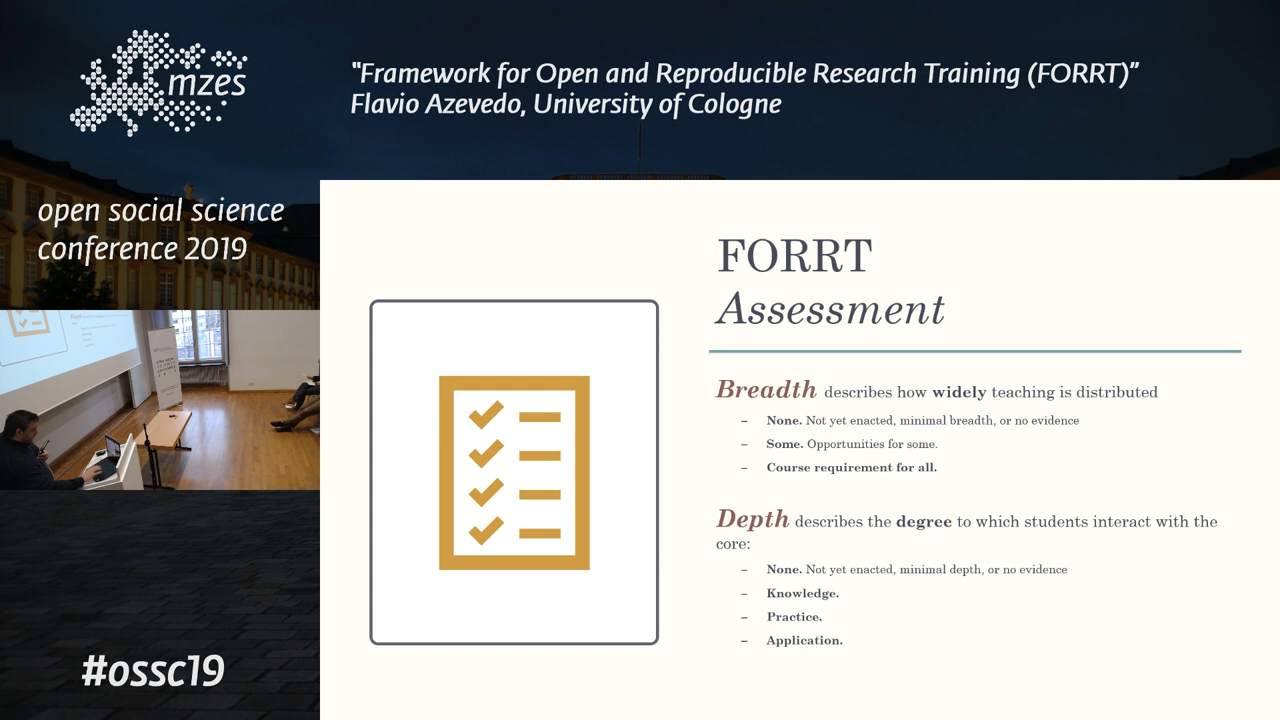 mzes
“Framework for Open and Reproducible Research Training (FORRT)”
Flavio Azevedo, University of Cologne
open social science
conference 2019
FORRT
Assessment
Breadth describes how widely teaching is distributed
– None. Not yet enacted, minimal breadth, or no evidence
– Some. Opportunities for some.
– Course requirement for all.
Depth describes the degree to which students interact with the
core:
– None. Not yet enacted, minimal depth, or no evidence
– Knowledge.
– Practice.
– Application.
#ossc19